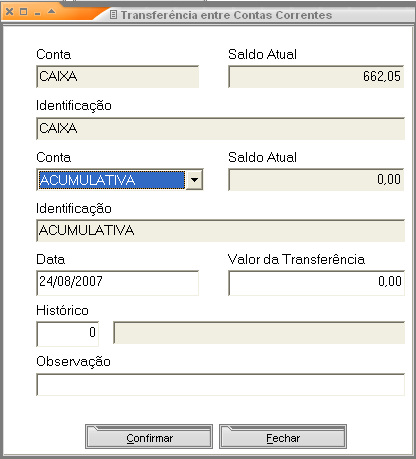 Transferência entre Contas Correntes
Conta Saldo Atual
CAIXA 662,05
Identificação
CAIXA
Conta Saldo Atual
ACUMULATIVA 0,00
Identificação
ACUMULATIVA
Data Valor da Transferência
24/08/2007 0,00
Histórico
0
Observação
Confirmar Fechar